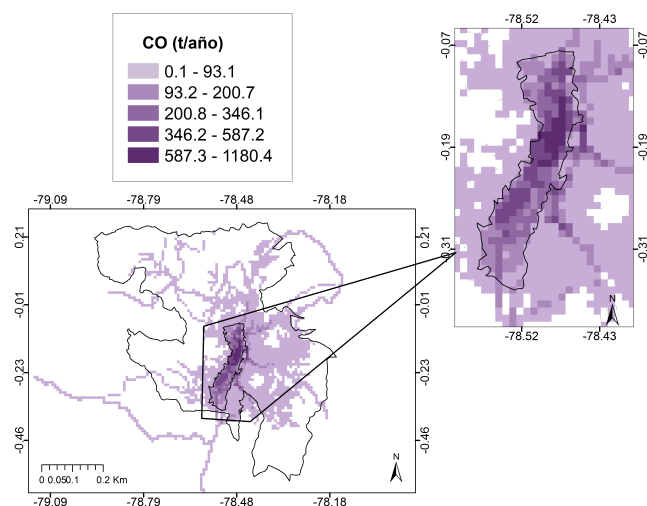 CO (t/año)
0.1 - 93.1
93.2 - 200.7
200.8 - 346.1
346.2 - 587.2
587.3 - 1180.4
-78.52 -78.43
-0.07 -0.07
-0.19 -0.19
-0.31 -0.31
N
-78.52 -78.43
-79.09 -78.79 -78.48 -78.18
0.21 0.21
-0.01 -0.01
-0.23 -0.23
-0.46 -0.46
N
0 0.05 0.1 0.2 Km
-79.09 -78.79 -78.48 -78.18